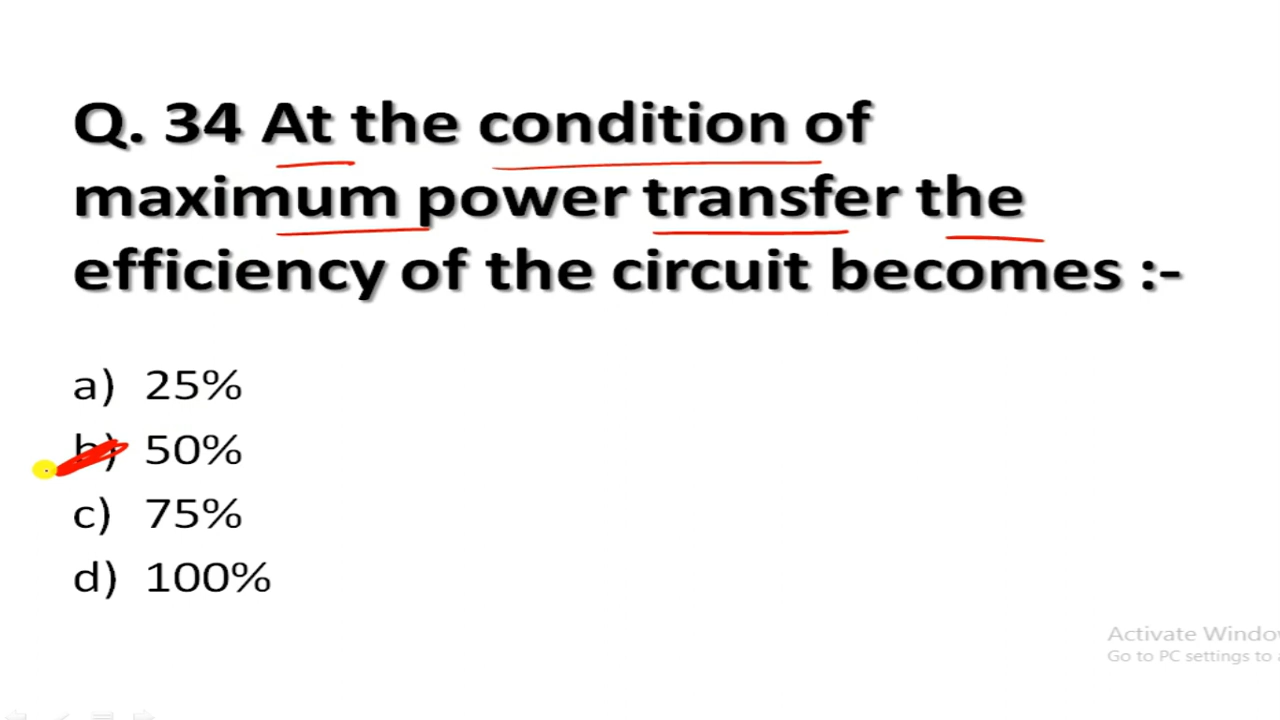 Q. 34 At the condition of
maximum power transfer the
efficiency of the circuit becomes :-
a) 25%
b) 50%
c) 75%
d) 100%
Activate Windo
Go to PC settings to a